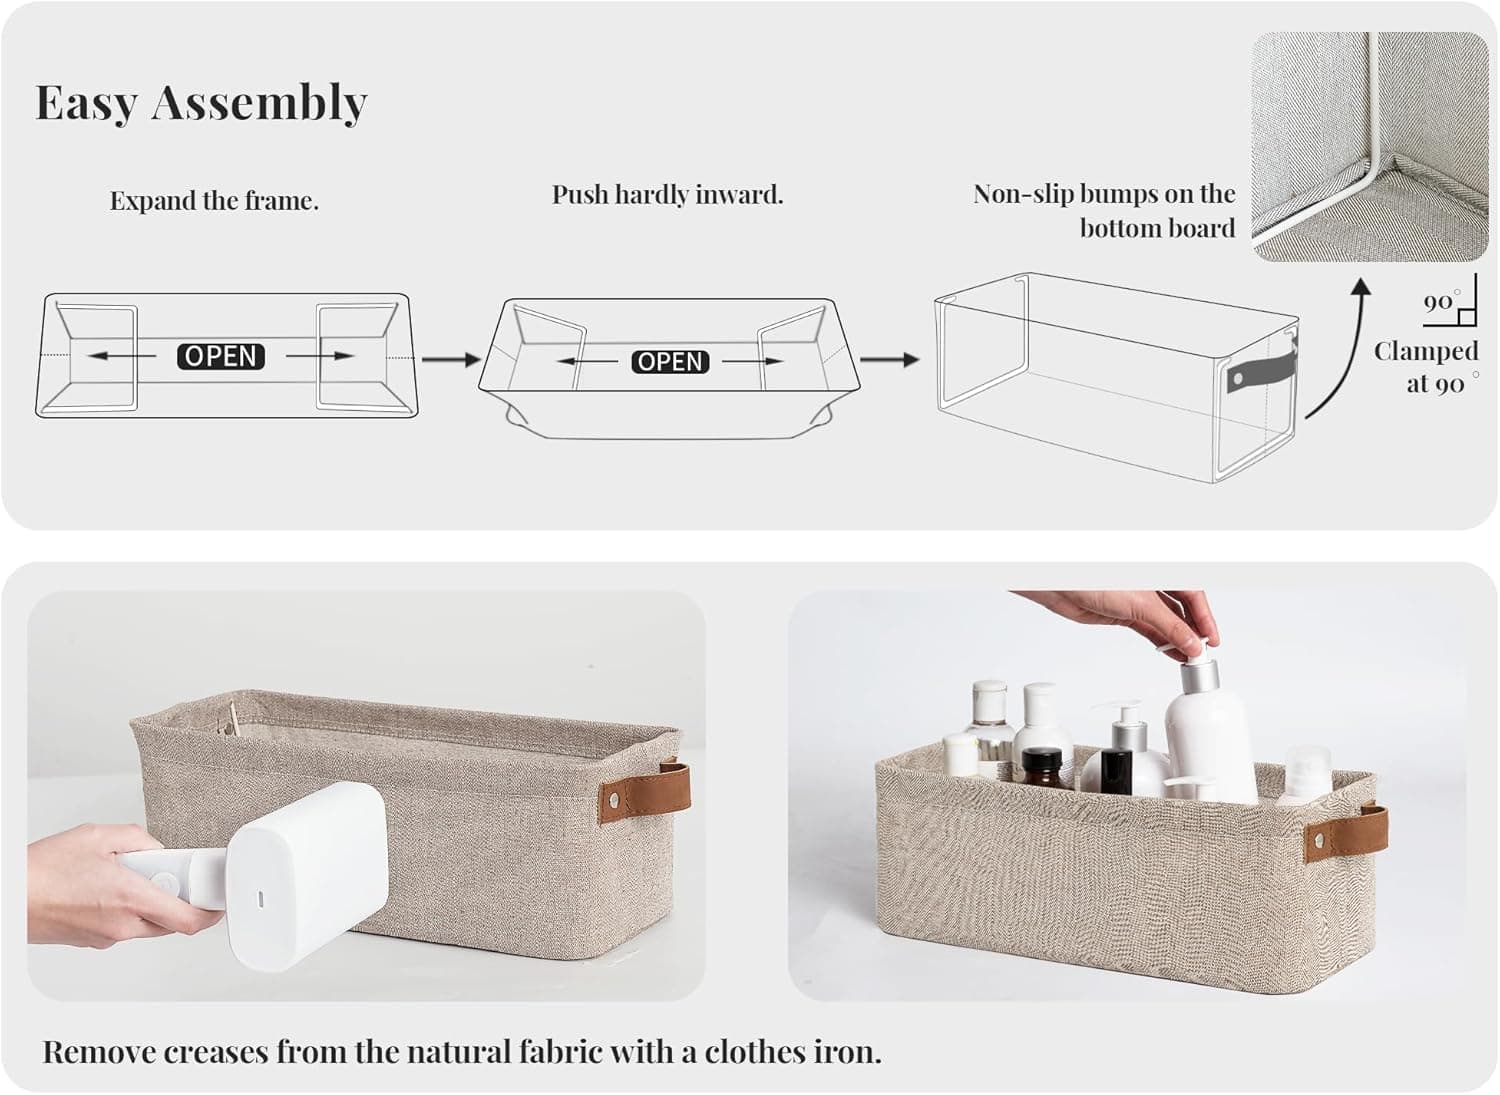 Easy Assembly
Expand the frame.
Push hardly inward.
Non-slip bumps on the
bottom board
OPEN
OPEN
90°
Clamped
at 90 °
Remove creases from the natural fabric with a clothes iron.